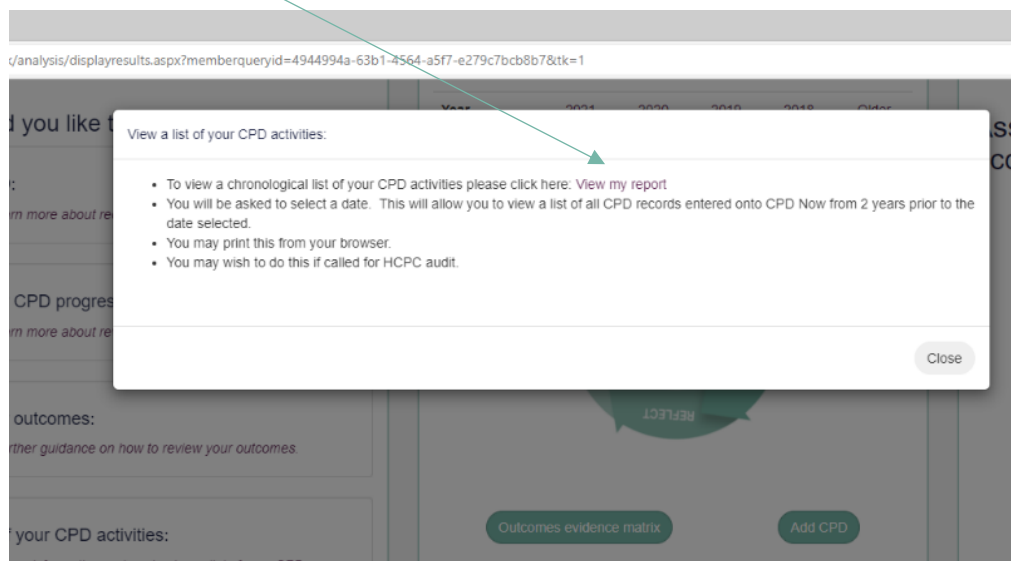 :/analysis/displayresults.aspx?memberqueryid=4944994a-63b1-4564-a5f7-e279c7bcb8b7&tk=1
Year 2021 2020 2019 2018 Older
d you like t
View a list of your CPD activities:
• To view a chronological list of your CPD activities please click here: View my report
• You will be asked to select a date. This will allow you to view a list of all CPD records entered onto CPD Now from 2 years prior to the
date selected.
• You may print this from your browser.
• You may wish to do this if called for HCPC audit.
rn more about re
CPD progres
rn more about re
Close
REFLECT
outcomes:
rther guidance on how to review your outcomes.
Outcomes evidence matrix
Add CPD
your CPD activities: